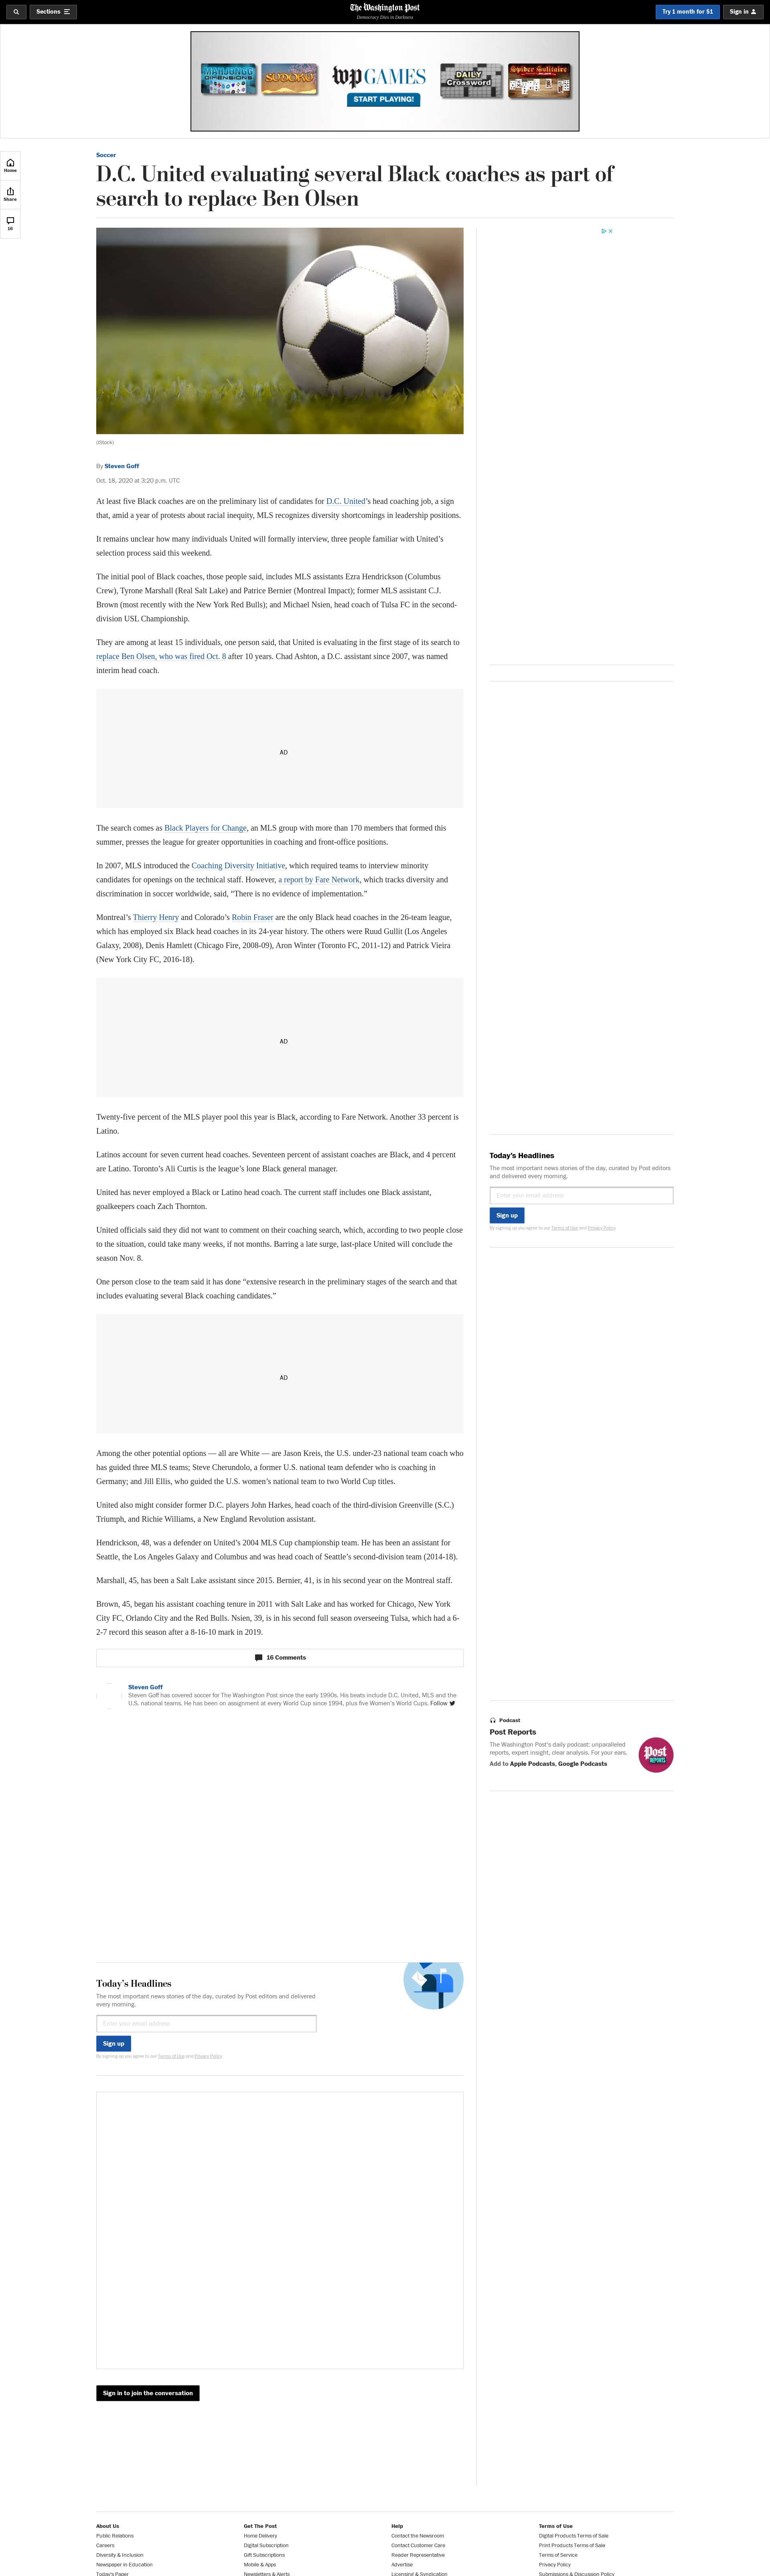 Sections
The Washington Post
Democracy Dies in Darkness
Try 1 month for $1
Sign in
MAHJONGG
DIMENSIONS
SUDOKU
wp GAMES
START PLAYING!
DAILY
Crossword
Spider Solitaire
Home
Share
16
Soccer
D.C. United evaluating several Black coaches as part of
search to replace Ben Olsen
(iStock)
By Steven Goff
Oct. 18, 2020 at 3:20 p.m. UTC
At least five Black coaches are on the preliminary list of candidates for D.C. United’s head coaching job, a sign
that, amid a year of protests about racial inequity, MLS recognizes diversity shortcomings in leadership positions.
It remains unclear how many individuals United will formally interview, three people familiar with United’s
selection process said this weekend.
The initial pool of Black coaches, those people said, includes MLS assistants Ezra Hendrickson (Columbus
Crew), Tyrone Marshall (Real Salt Lake) and Patrice Bernier (Montreal Impact); former MLS assistant C.J.
Brown (most recently with the New York Red Bulls); and Michael Nsien, head coach of Tulsa FC in the second-
division USL Championship.
They are among at least 15 individuals, one person said, that United is evaluating in the first stage of its search to
replace Ben Olsen, who was fired Oct. 8 after 10 years. Chad Ashton, a D.C. assistant since 2007, was named
interim head coach.
AD
The search comes as Black Players for Change, an MLS group with more than 170 members that formed this
summer, presses the league for greater opportunities in coaching and front-office positions.
In 2007, MLS introduced the Coaching Diversity Initiative, which required teams to interview minority
candidates for openings on the technical staff. However, a report by Fare Network, which tracks diversity and
discrimination in soccer worldwide, said, “There is no evidence of implementation.”
Montreal’s Thierry Henry and Colorado’s Robin Fraser are the only Black head coaches in the 26-team league,
which has employed six Black head coaches in its 24-year history. The others were Ruud Gullit (Los Angeles
Galaxy, 2008), Denis Hamlett (Chicago Fire, 2008-09), Aron Winter (Toronto FC, 2011-12) and Patrick Vieira
(New York City FC, 2016-18).
AD
Twenty-five percent of the MLS player pool this year is Black, according to Fare Network. Another 33 percent is
Latino.
Latinos account for seven current head coaches. Seventeen percent of assistant coaches are Black, and 4 percent
are Latino. Toronto’s Ali Curtis is the league’s lone Black general manager.
United has never employed a Black or Latino head coach. The current staff includes one Black assistant,
goalkeepers coach Zach Thornton.
United officials said they did not want to comment on their coaching search, which, according to two people close
to the situation, could take many weeks, if not months. Barring a late surge, last-place United will conclude the
season Nov. 8.
One person close to the team said it has done “extensive research in the preliminary stages of the search and that
includes evaluating several Black coaching candidates.”
AD
Among the other potential options — all are White — are Jason Kreis, the U.S. under-23 national team coach who
has guided three MLS teams; Steve Cherundolo, a former U.S. national team defender who is coaching in
Germany; and Jill Ellis, who guided the U.S. women’s national team to two World Cup titles.
United also might consider former D.C. players John Harkes, head coach of the third-division Greenville (S.C.)
Triumph, and Richie Williams, a New England Revolution assistant.
Hendrickson, 48, was a defender on United’s 2004 MLS Cup championship team. He has been an assistant for
Seattle, the Los Angeles Galaxy and Columbus and was head coach of Seattle’s second-division team (2014-18).
Marshall, 45, has been a Salt Lake assistant since 2015. Bernier, 41, is in his second year on the Montreal staff.
Brown, 45, began his assistant coaching tenure in 2011 with Salt Lake and has worked for Chicago, New York
City FC, Orlando City and the Red Bulls. Nsien, 39, is in his second full season overseeing Tulsa, which had a 6-
2-7 record this season after a 8-16-10 mark in 2019.
16 Comments
Steven Goff
Steven Goff has covered soccer for The Washington Post since the early 1990s. His beats include D.C. United, MLS and the
U.S. national teams. He has been on assignment at every World Cup since 1994, plus five Women’s World Cups. Follow
Today’s Headlines
The most important news stories of the day, curated by Post editors
and delivered every morning.
Enter your email address
Sign up
By signing up you agree to our Terms of Use and Privacy Policy
Podcast
Post Reports
The Washington Post’s daily podcast: unparalleled
reports, expert insight, clear analysis. For your ears.
Add to Apple Podcasts, Google Podcasts
Post
REPORTS
Today’s Headlines
The most important news stories of the day, curated by Post editors and delivered
every morning.
Enter your email address
Sign up
By signing up you agree to our Terms of Use and Privacy Policy
Sign in to join the conversation
About Us
Public Relations
Careers
Diversity & Inclusion
Newspaper in Education
Today's Paper
Get The Post
Home Delivery
Digital Subscription
Gift Subscriptions
Mobile & Apps
Newsletters & Alerts
Help
Contact the Newsroom
Contact Customer Care
Reader Representative
Advertise
Licensing & Syndication
Terms of Use
Digital Products Terms of Sale
Print Products Terms of Sale
Terms of Service
Privacy Policy
Submissions & Discussion Policy